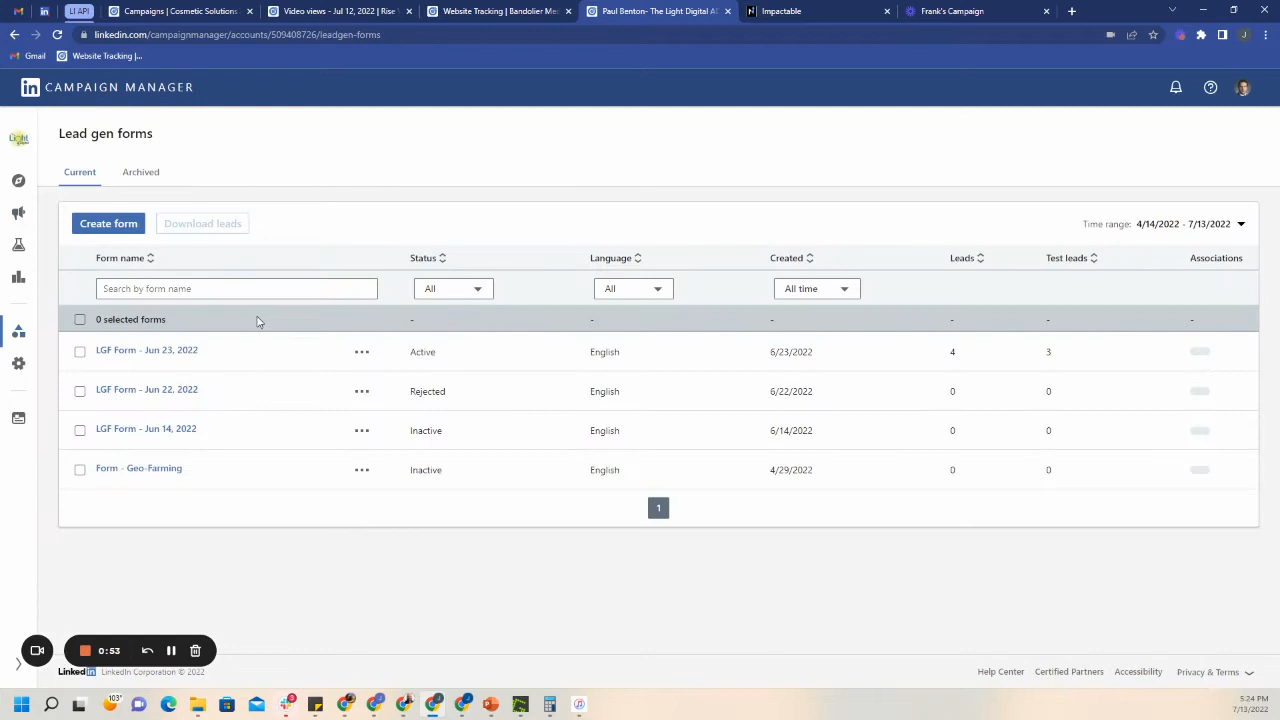 LI API
Campaigns | Cosmetic Solutions
Video views - Jul 12, 2022 | Rise
Website Tracking | Bandolier Me
Paul Benton- The Light Digital A
Imaginise
Frank's Campaign
linkedin.com/campaignmanager/accounts/509408726/leadgen-forms
Gmail
Website Tracking |...
in CAMPAIGN MANAGER
Light
Lead gen forms
Current
Archived
Create form
Download leads
Time range: 4/14/2022 - 7/13/2022
Form name
Status
Language
Created
Leads
Test leads
Associations
Search by form name
All
All
All time
0 selected forms
-
-
-
-
-
-
LGF Form - Jun 23, 2022
Active
English
6/23/2022
4
3
LGF Form - Jun 22, 2022
Rejected
English
6/22/2022
0
0
LGF Form - Jun 14, 2022
Inactive
English
6/14/2022
0
0
Form - Geo-Farming
Inactive
English
4/29/2022
0
0
1
0:53
Linked in LinkedIn Corporation © 2022
Help Center
Certified Partners
Accessibility
Privacy & Terms
103°
5:24 PM
7/13/2022